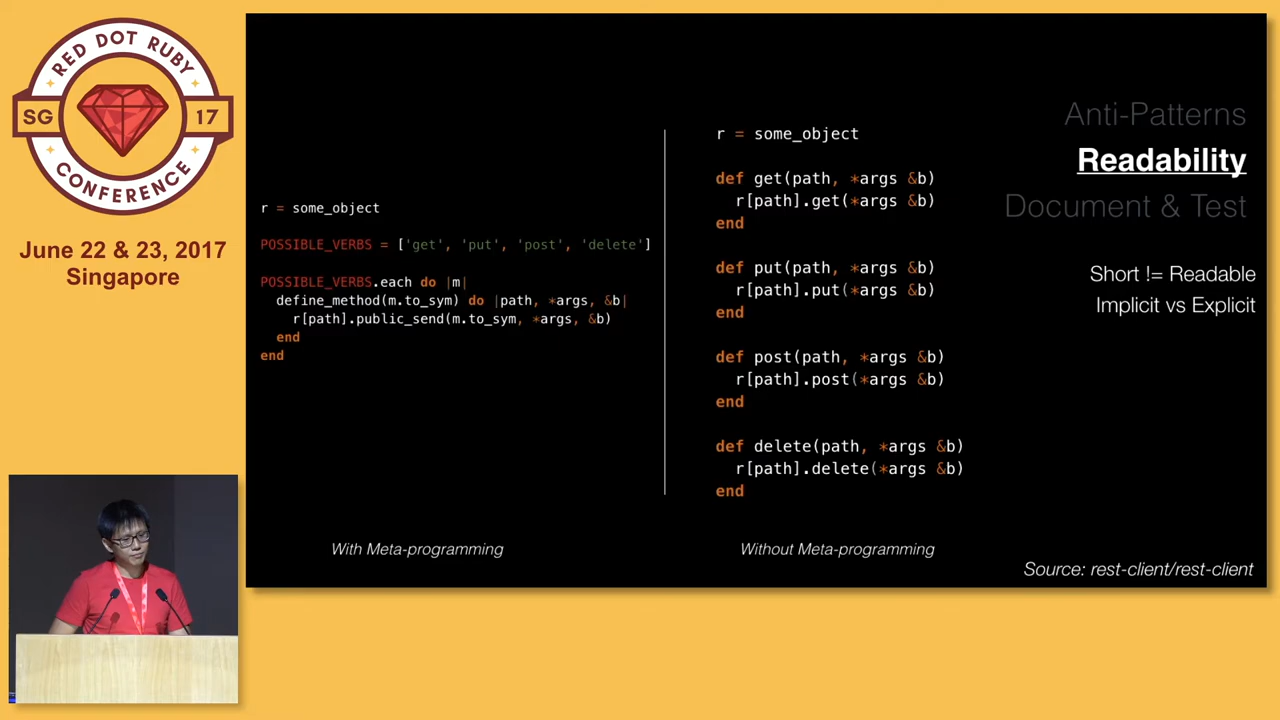 RED DOT RUBY
SG 17
CONFERENCE
June 22 & 23, 2017
Singapore
r = some_object
POSSIBLE_VERBS = ['get', 'put', 'post', 'delete']
POSSIBLE_VERBS.each do |m|
  define_method(m.to_sym) do |path, *args, &b|
    r[path].public_send(m.to_sym, *args, &b)
  end
end
With Meta-programming
r = some_object
def get(path, *args &b)
  r[path].get(*args &b)
end
def put(path, *args &b)
  r[path].put(*args &b)
end
def post(path, *args &b)
  r[path].post(*args &b)
end
def delete(path, *args &b)
  r[path].delete(*args &b)
end
Without Meta-programming
Anti-Patterns
Readability
Document & Test
Short != Readable
Implicit vs Explicit
Source: rest-client/rest-client